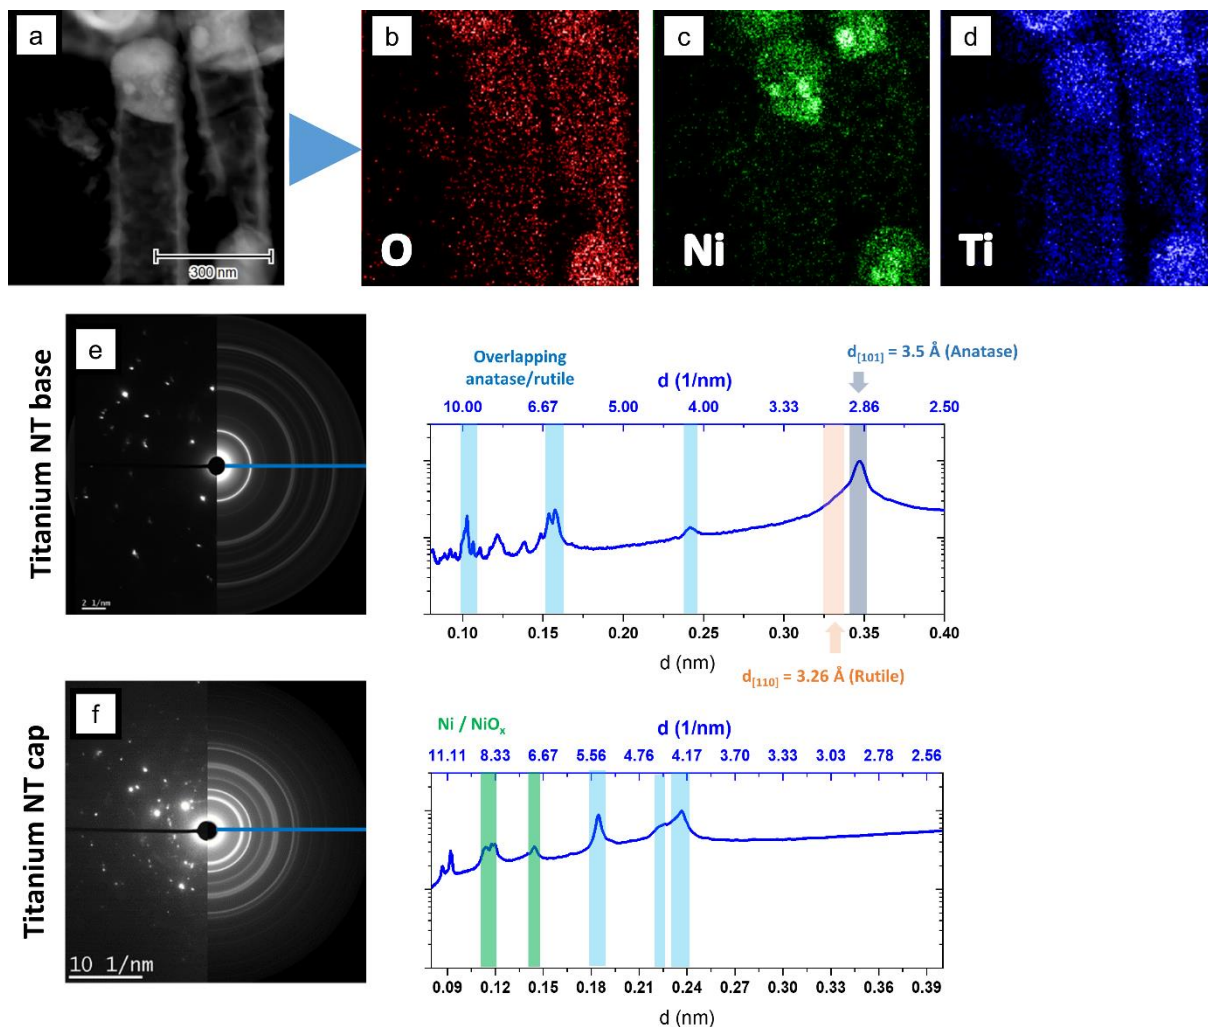 a
300 nm
b
O
c
Ni
d
Ti
Titanium NT base
e
2 1/nm
Overlapping
anatase/rutile
d[101] = 3.5 Å (Anatase)
d (1/nm)
10.00 6.67 5.00 4.00 3.33 2.86 2.50
0.10 0.15 0.20 0.25 0.30 0.35 0.40
d (nm)
d[110] = 3.26 Å (Rutile)
Titanium NT cap
f
10 1/nm
Ni / NiOx
d (1/nm)
11.11 8.33 6.67 5.56 4.76 4.17 3.70 3.33 3.03 2.78 2.56
0.09 0.12 0.15 0.18 0.21 0.24 0.27 0.30 0.33 0.36 0.39
d (nm)